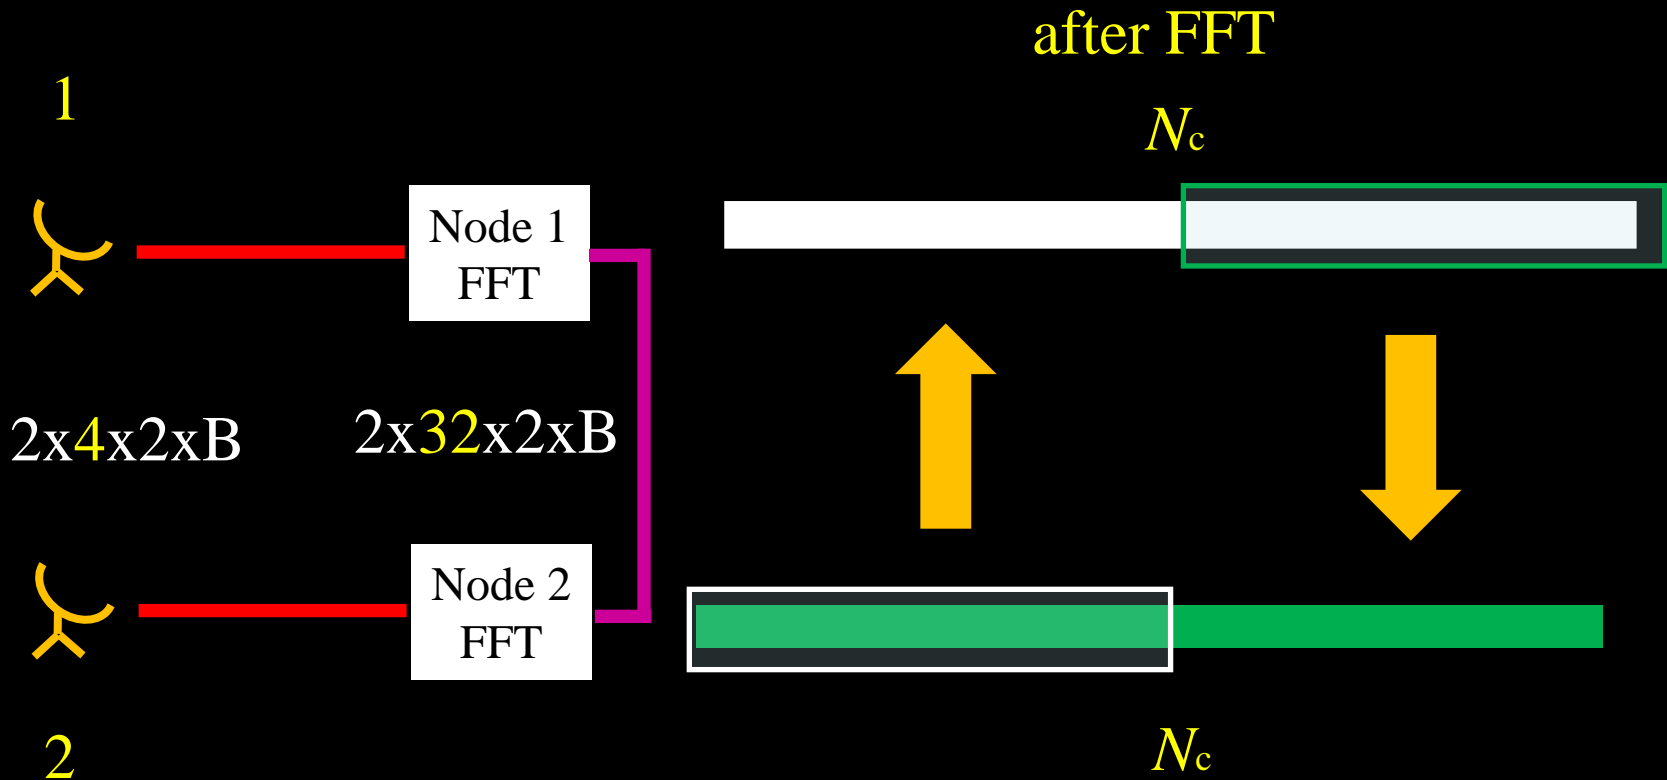 after FFT
1
Nc
Node 1
FFT
2x4x2xB
2x32x2xB
Node 2
FFT
2
Nc